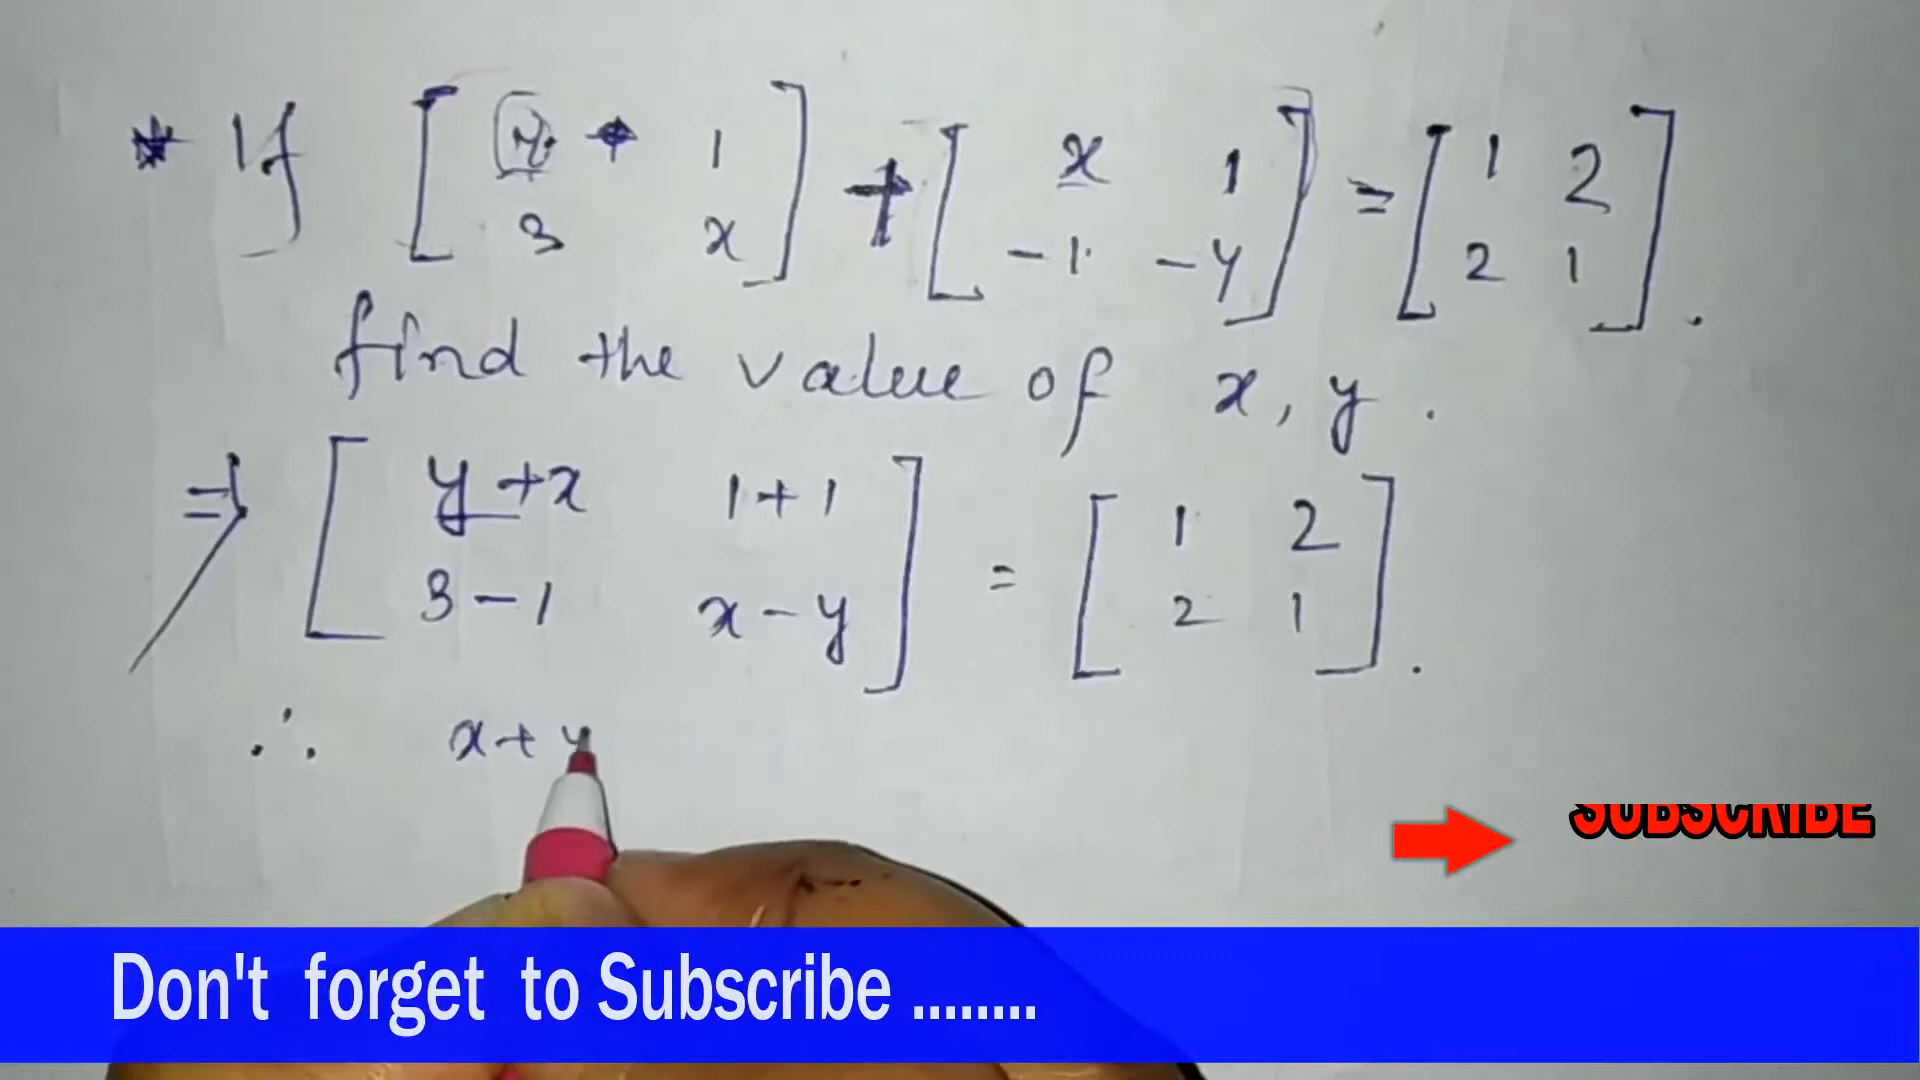 * If [ y 1 ] + [ x 1 ] = [ 1 2 ]
[ 3 x ] [ -1 -y ] [ 2 1 ] .
find the value of x, y .
⇒ [ y+x 1+1 ] = [ 1 2 ]
[ 3-1 x-y ] [ 2 1 ] .
∴ x+y
SUBSCRIBE
Don't forget to Subscribe ........